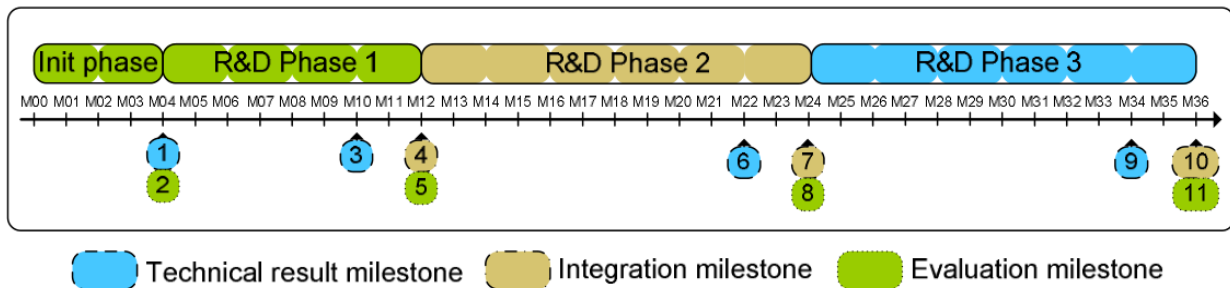 Init phase R&D Phase 1 R&D Phase 2 R&D Phase 3
M00 M01 M02 M03 M04 M05 M06 M07 M08 M09 M10 M11 M12 M13 M14 M15 M16 M17 M18 M19 M20 M21 M22 M23 M24 M25 M26 M27 M28 M29 M30 M31 M32 M33 M34 M35 M36
1 3 4 6 7 9 10
2 5 8 11
Technical result milestone Integration milestone Evaluation milestone